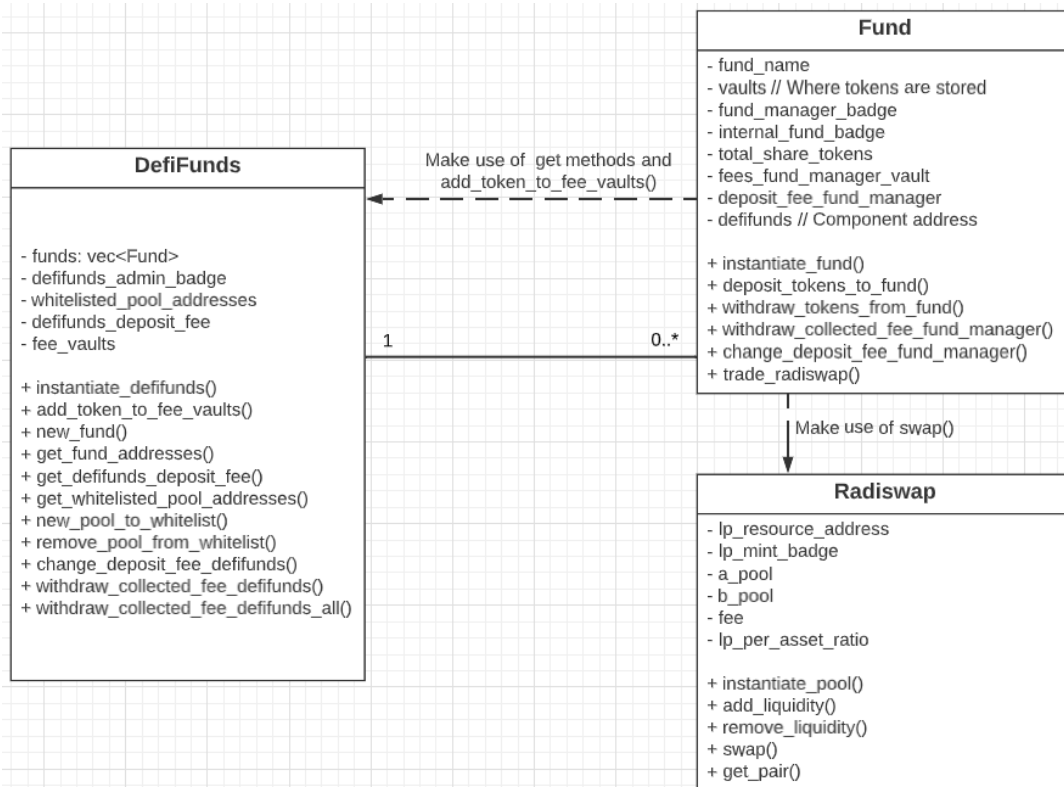 Fund
- fund_name
- vaults // Where tokens are stored
- fund_manager_badge
- internal_fund_badge
- total_share_tokens
- fees_fund_manager_vault
- deposit_fee_fund_manager
- defifunds // Component address
+ instantiate_fund()
+ deposit_tokens_to_fund()
+ withdraw_tokens_from_fund()
+ withdraw_collected_fee_fund_manager()
+ change_deposit_fee_fund_manager()
+ trade_radiswap()
DefiFunds
- funds: vec<Fund>
- defifunds_admin_badge
- whitelisted_pool_addresses
- defifunds_deposit_fee
- fee_vaults
+ instantiate_defifunds()
+ add_token_to_fee_vaults()
+ new_fund()
+ get_fund_addresses()
+ get_defifunds_deposit_fee()
+ get_whitelisted_pool_addresses()
+ new_pool_to_whitelist()
+ remove_pool_from_whitelist()
+ change_deposit_fee_defifunds()
+ withdraw_collected_fee_defifunds()
+ withdraw_collected_fee_defifunds_all()
Make use of get methods and
add_token_to_fee_vaults()
1
0..*
Make use of swap()
Radiswap
- lp_resource_address
- lp_mint_badge
- a_pool
- b_pool
- fee
- lp_per_asset_ratio
+ instantiate_pool()
+ add_liquidity()
+ remove_liquidity()
+ swap()
+ get_pair()